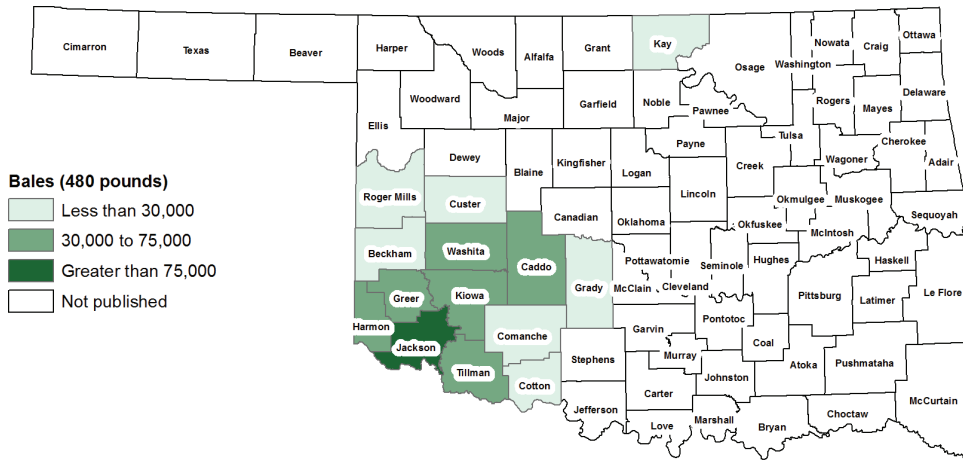 Cimarron
Texas
Beaver
Harper
Woods
Alfalfa
Grant
Kay
Osage
Washington
Nowata
Craig
Ottawa
Woodward
Major
Garfield
Noble
Pawnee
Rogers
Mayes
Delaware
Ellis
Dewey
Blaine
Kingfisher
Logan
Payne
Creek
Tulsa
Wagoner
Cherokee
Adair
Roger Mills
Custer
Canadian
Oklahoma
Lincoln
Okfuskee
Okmulgee
Muskogee
McIntosh
Sequoyah
Bales (480 pounds)
Less than 30,000
30,000 to 75,000
Greater than 75,000
Not published
Beckham
Washita
Caddo
Grady
McClain
Cleveland
Pottawatomie
Seminole
Hughes
Pittsburg
Haskell
Latimer
Le Flore
Greer
Kiowa
Harmon
Jackson
Comanche
Tillman
Cotton
Stephens
Garvin
Murray
Pontotoc
Coal
Atoka
Pushmataha
McCurtain
Jefferson
Carter
Johnston
Love
Marshall
Bryan
Choctaw